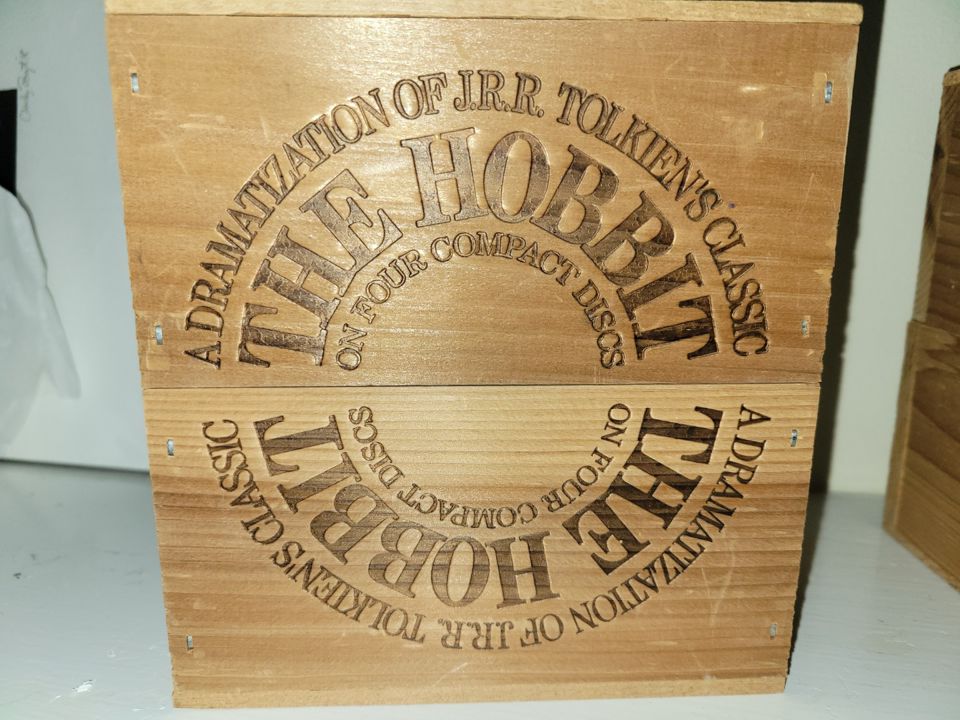 A DRAMATIZATION OF J.R.R. TOLKIEN'S CLASSIC
THE HOBBIT
ON FOUR COMPACT DISCS
ON FOUR COMPACT DISCS
THE HOBBIT
A DRAMATIZATION OF J.R.R. TOLKIEN'S CLASSIC